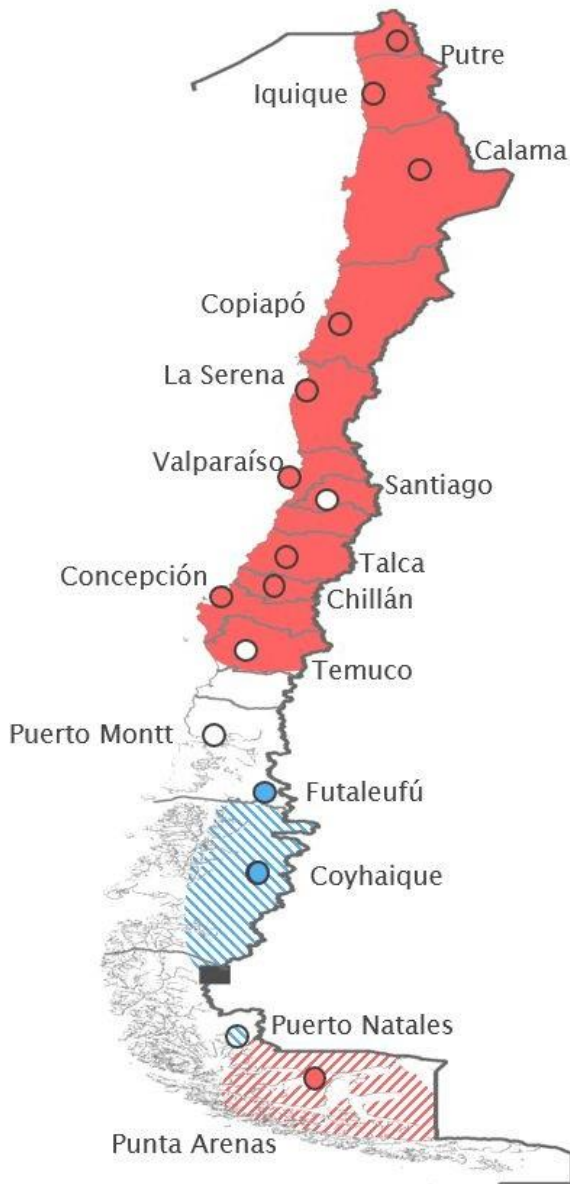 Putre
Iquique
Calama
Copiapó
La Serena
Valparaíso
Santiago
Talca
Concepción
Chillán
Temuco
Puerto Montt
Futaleufú
Coyhaique
Puerto Natales
Punta Arenas